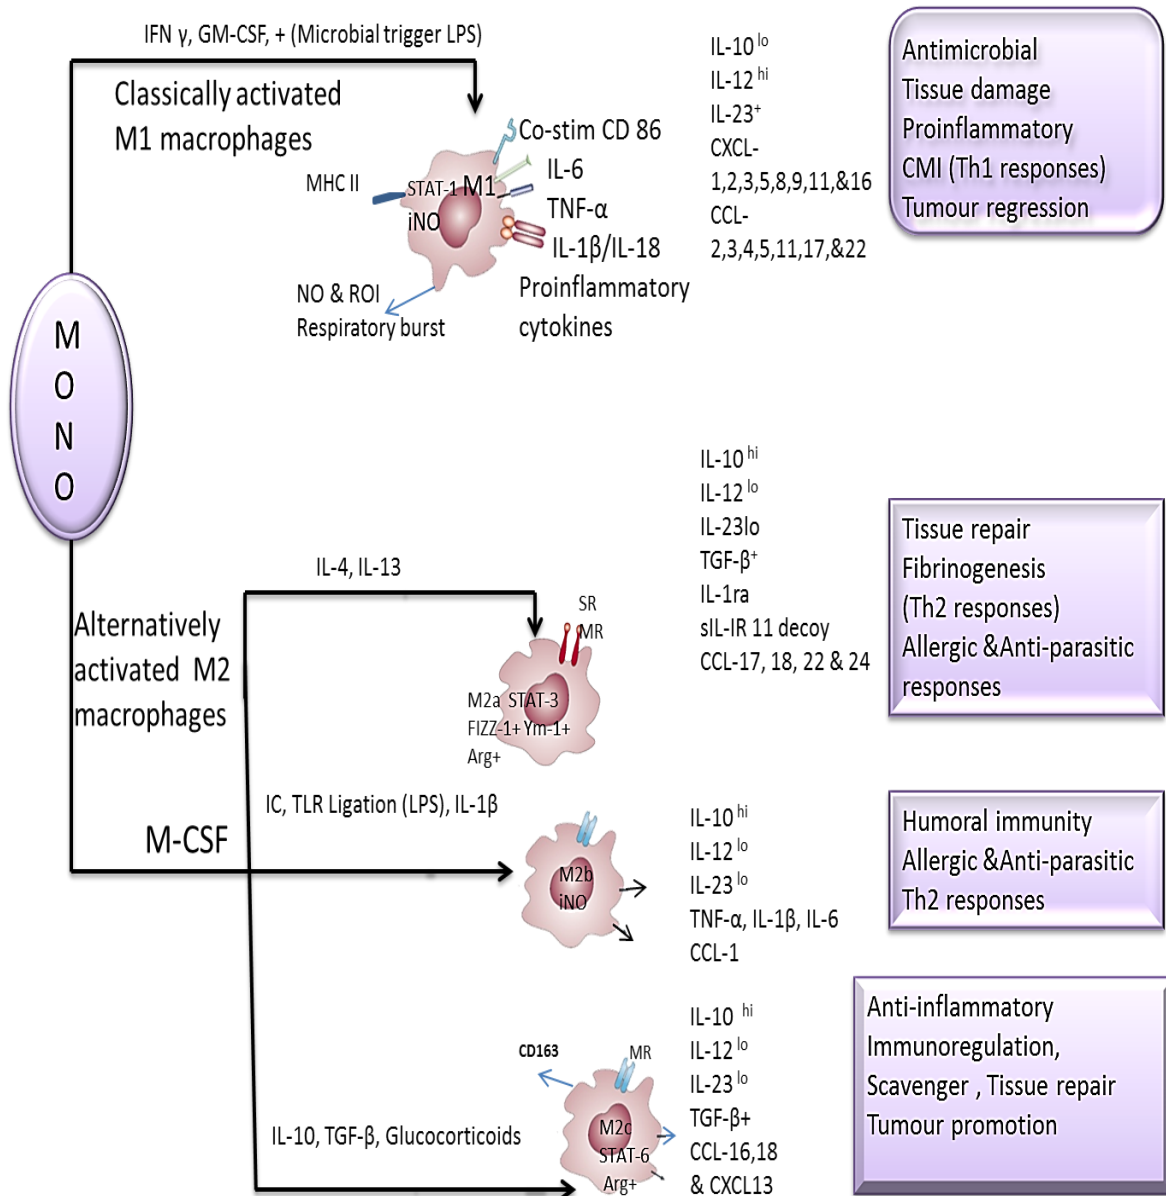 IFN γ, GM-CSF, + (Microbial trigger LPS)
Classically activated
M1 macrophages
MHC II
STAT-1 M1
iNO
Co-stim CD 86
IL-6
TNF-α
IL-1β/IL-18
Proinflammatory
cytokines
NO & ROI
Respiratory burst
IL-10 lo
IL-12 hi
IL-23+
CXCL-
1,2,3,5,8,9,11,&16
CCL-
2,3,4,5,11,17,&22
Antimicrobial
Tissue damage
Proinflammatory
CMI (Th1 responses)
Tumour regression
M
O
N
O
Alternatively
activated M2
macrophages
IL-4, IL-13
SR
MR
M2a STAT-3
FIZZ-1+ Ym-1+
Arg+
IL-10 hi
IL-12 lo
IL-23lo
TGF-β+
IL-1ra
sIL-IR 11 decoy
CCL-17, 18, 22 & 24
Tissue repair
Fibrinogenesis
(Th2 responses)
Allergic &Anti-parasitic
responses
IC, TLR Ligation (LPS), IL-1β
M-CSF
M2b
iNO
IL-10 hi
IL-12 lo
IL-23 lo
TNF-α, IL-1β, IL-6
CCL-1
Humoral immunity
Allergic &Anti-parasitic
Th2 responses
IL-10, TGF-β, Glucocorticoids
CD163
MR
M2c
STAT-6
Arg+
IL-10 hi
IL-12 lo
IL-23 lo
TGF-β+
CCL-16,18
& CXCL13
Anti-inflammatory
Immunoregulation,
Scavenger , Tissue repair
Tumour promotion